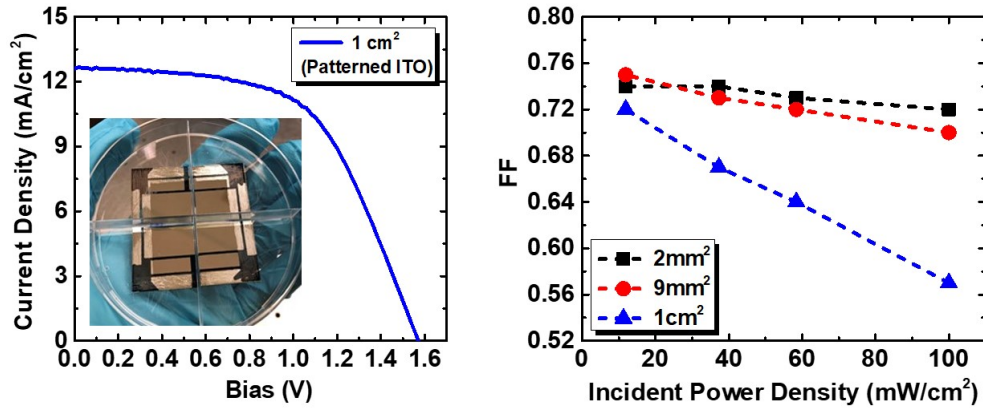 15
12
9
6
3
0
Current Density (mA/cm²)
1 cm²
(Patterned ITO)
0.0 0.2 0.4 0.6 0.8 1.0 1.2 1.4 1.6
Bias (V)
0.80
0.76
0.72
0.68
0.64
0.60
0.56
0.52
FF
2mm²
9mm²
1cm²
0 20 40 60 80 100
Incident Power Density (mW/cm²)